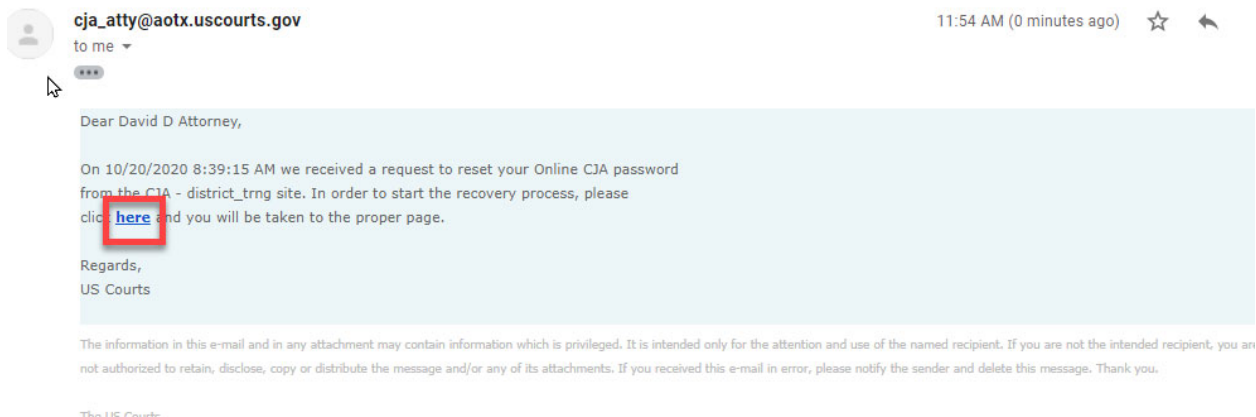 cja_atty@aotx.uscourts.gov 11:54 AM (0 minutes ago)
to me
Dear David D Attorney,
On 10/20/2020 8:39:15 AM we received a request to reset your Online CJA password
from the CJA - district_trng site. In order to start the recovery process, please
click here and you will be taken to the proper page.
Regards,
US Courts
The information in this e-mail and in any attachment may contain information which is privileged. It is intended only for the attention and use of the named recipient. If you are not the intended recipient, you are
not authorized to retain, disclose, copy or distribute the message and/or any of its attachments. If you received this e-mail in error, please notify the sender and delete this message. Thank you.
The US Courts